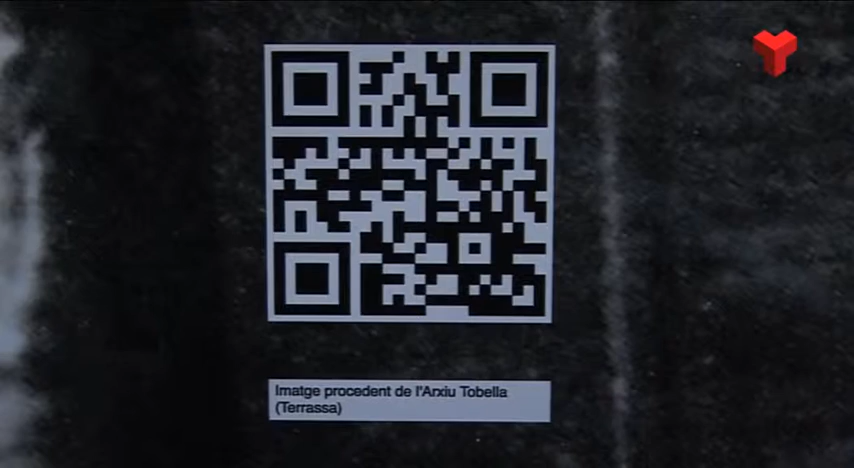 Imatge procedent de l'Arxiu Tobella
(Terrassa)